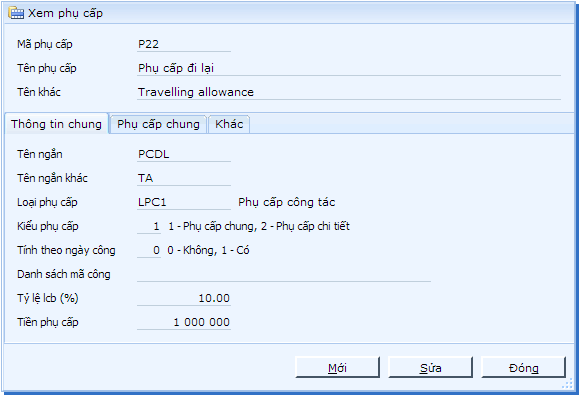 Xem phụ cấp
Mã phụ cấp P22
Tên phụ cấp Phụ cấp đi lại
Tên khác Travelling allowance
Thông tin chung Phụ cấp chung Khác
Tên ngắn PCDL
Tên ngắn khác TA
Loại phụ cấp LPC1 Phụ cấp công tác
Kiểu phụ cấp 1 1 - Phụ cấp chung, 2 - Phụ cấp chi tiết
Tính theo ngày công 0 0 - Không, 1 - Có
Danh sách mã công
Tỷ lệ lcb (%) 10.00
Tiền phụ cấp 1 000 000
Mới Sửa Đóng